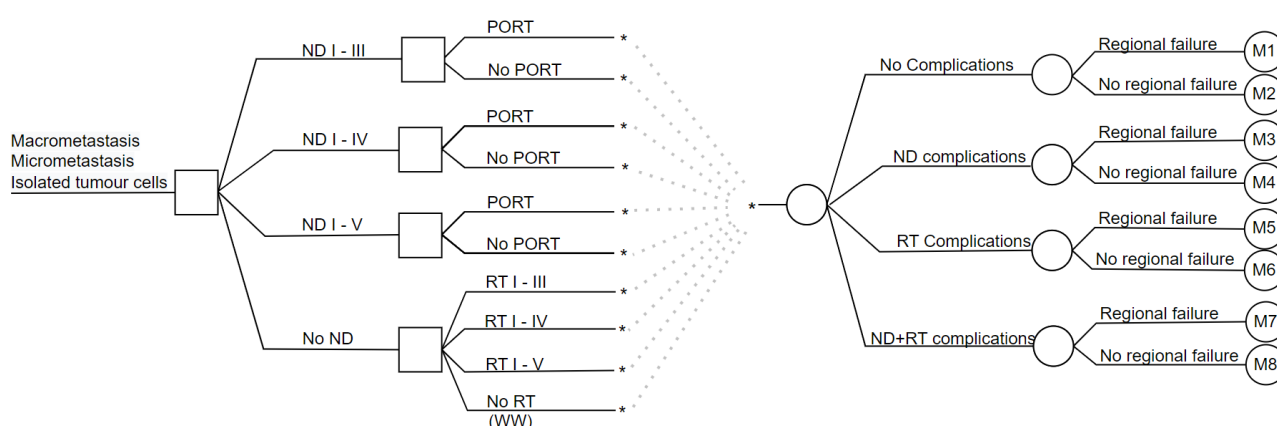 Macrometastasis
Micrometastasis
Isolated tumour cells
ND I - III
PORT
*
No PORT
*
ND I - IV
PORT
*
No PORT
*
ND I - V
PORT
*
No PORT
*
No ND
RT I - III
*
RT I - IV
*
RT I - V
*
No RT
(WW)
*
*
No Complications
Regional failure
M1
No regional failure
M2
ND complications
Regional failure
M3
No regional failure
M4
RT Complications
Regional failure
M5
No regional failure
M6
ND+RT complications
Regional failure
M7
No regional failure
M8